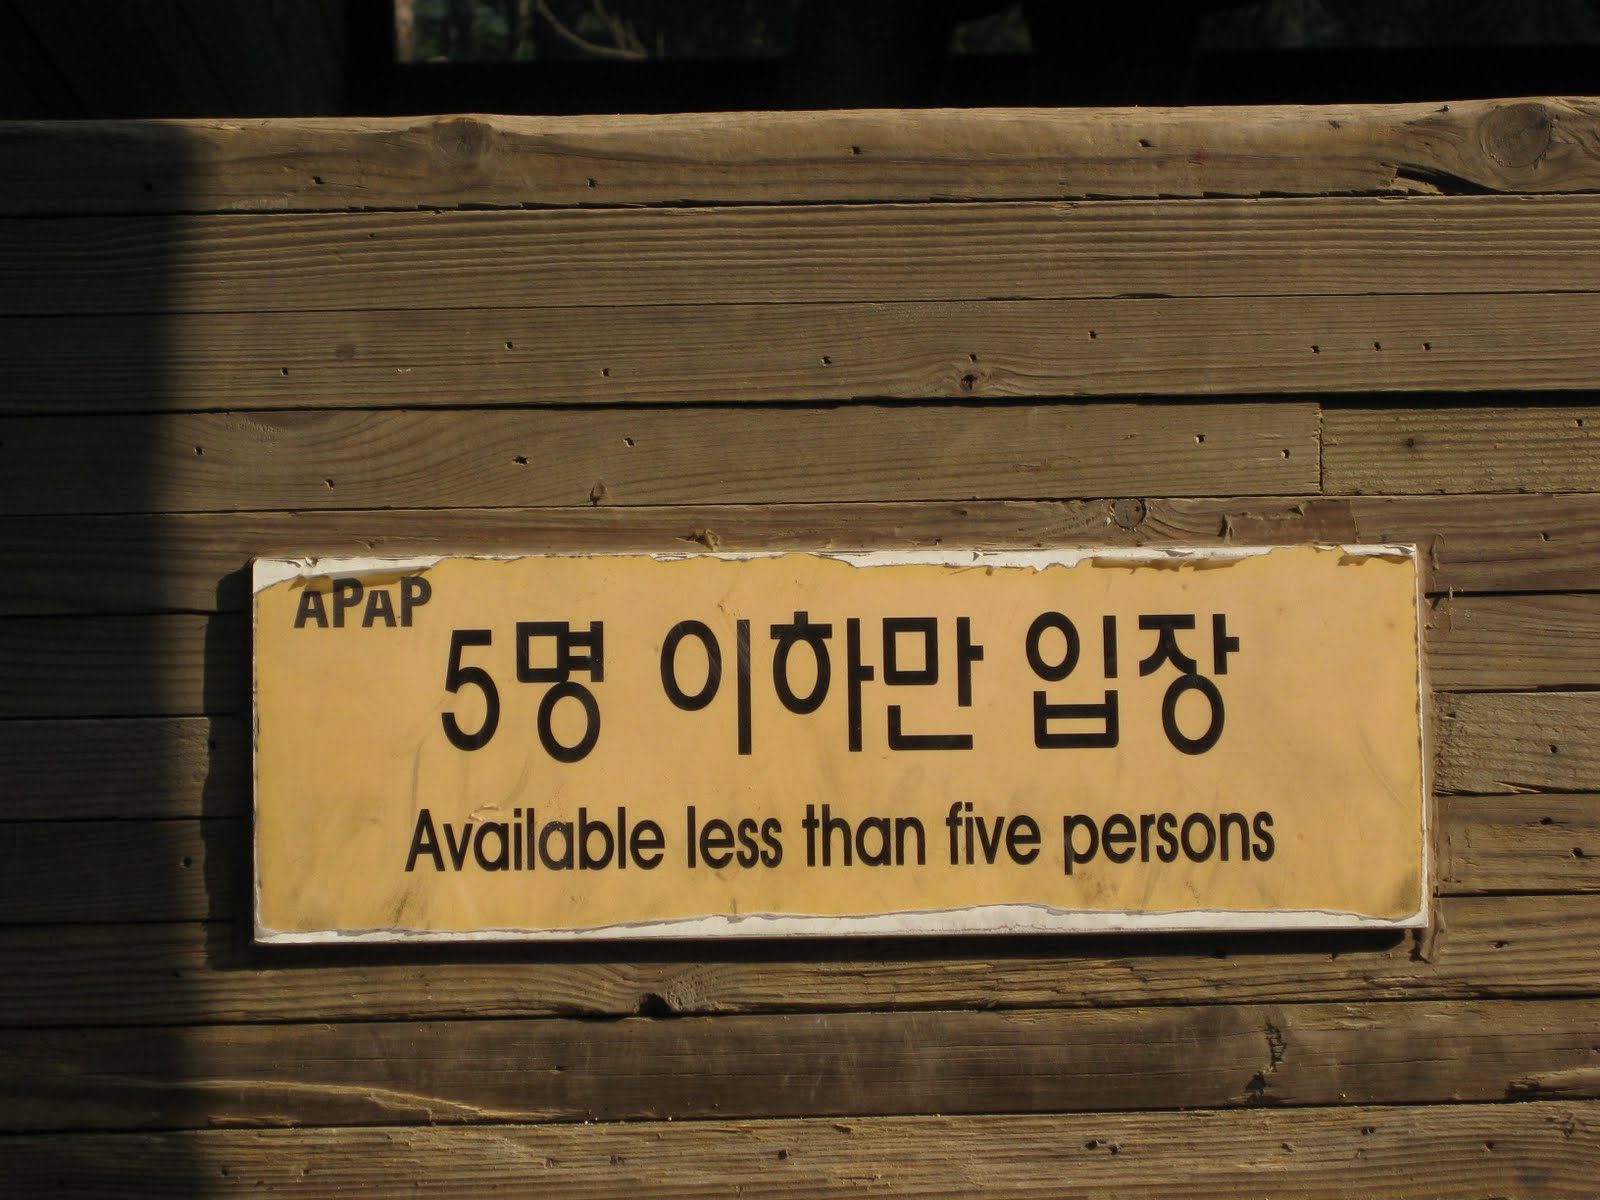 APAP
5명 이하만 입장
Available less than five persons